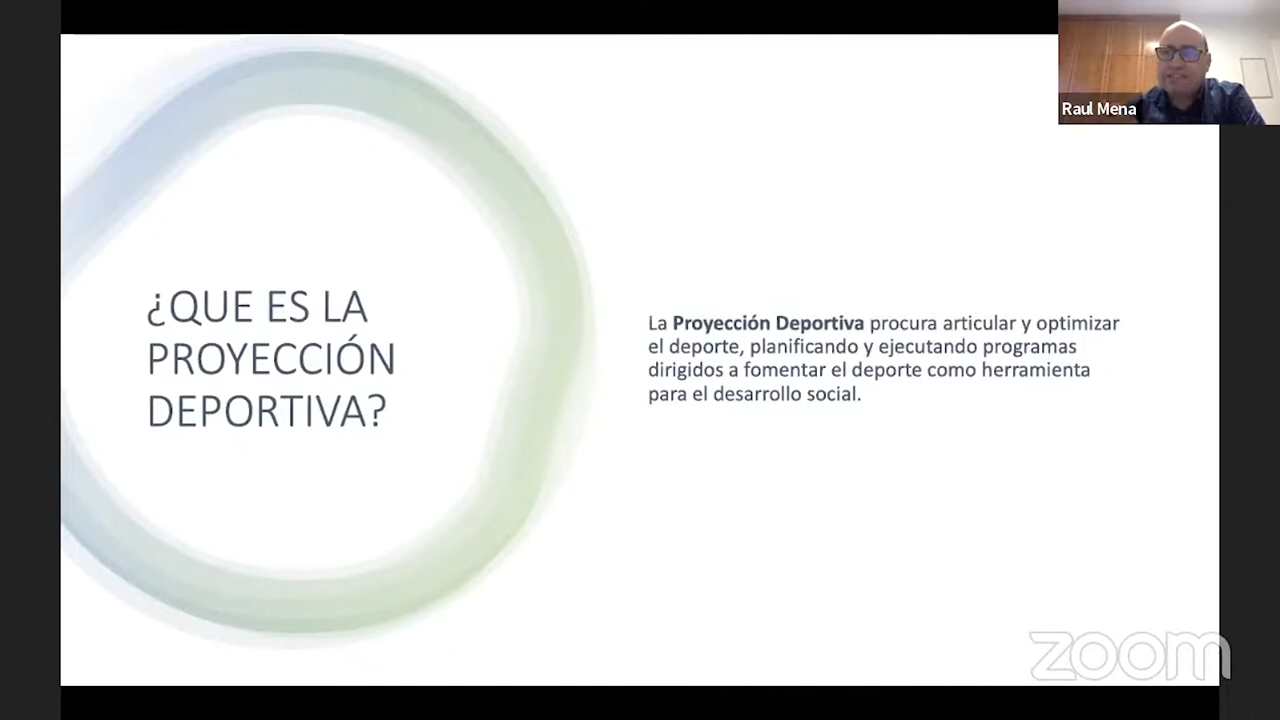 ¿QUE ES LA
PROYECCIÓN
DEPORTIVA?
La Proyección Deportiva procura articular y optimizar
el deporte, planificando y ejecutando programas
dirigidos a fomentar el deporte como herramienta
para el desarrollo social.
Raul Mena
zoom